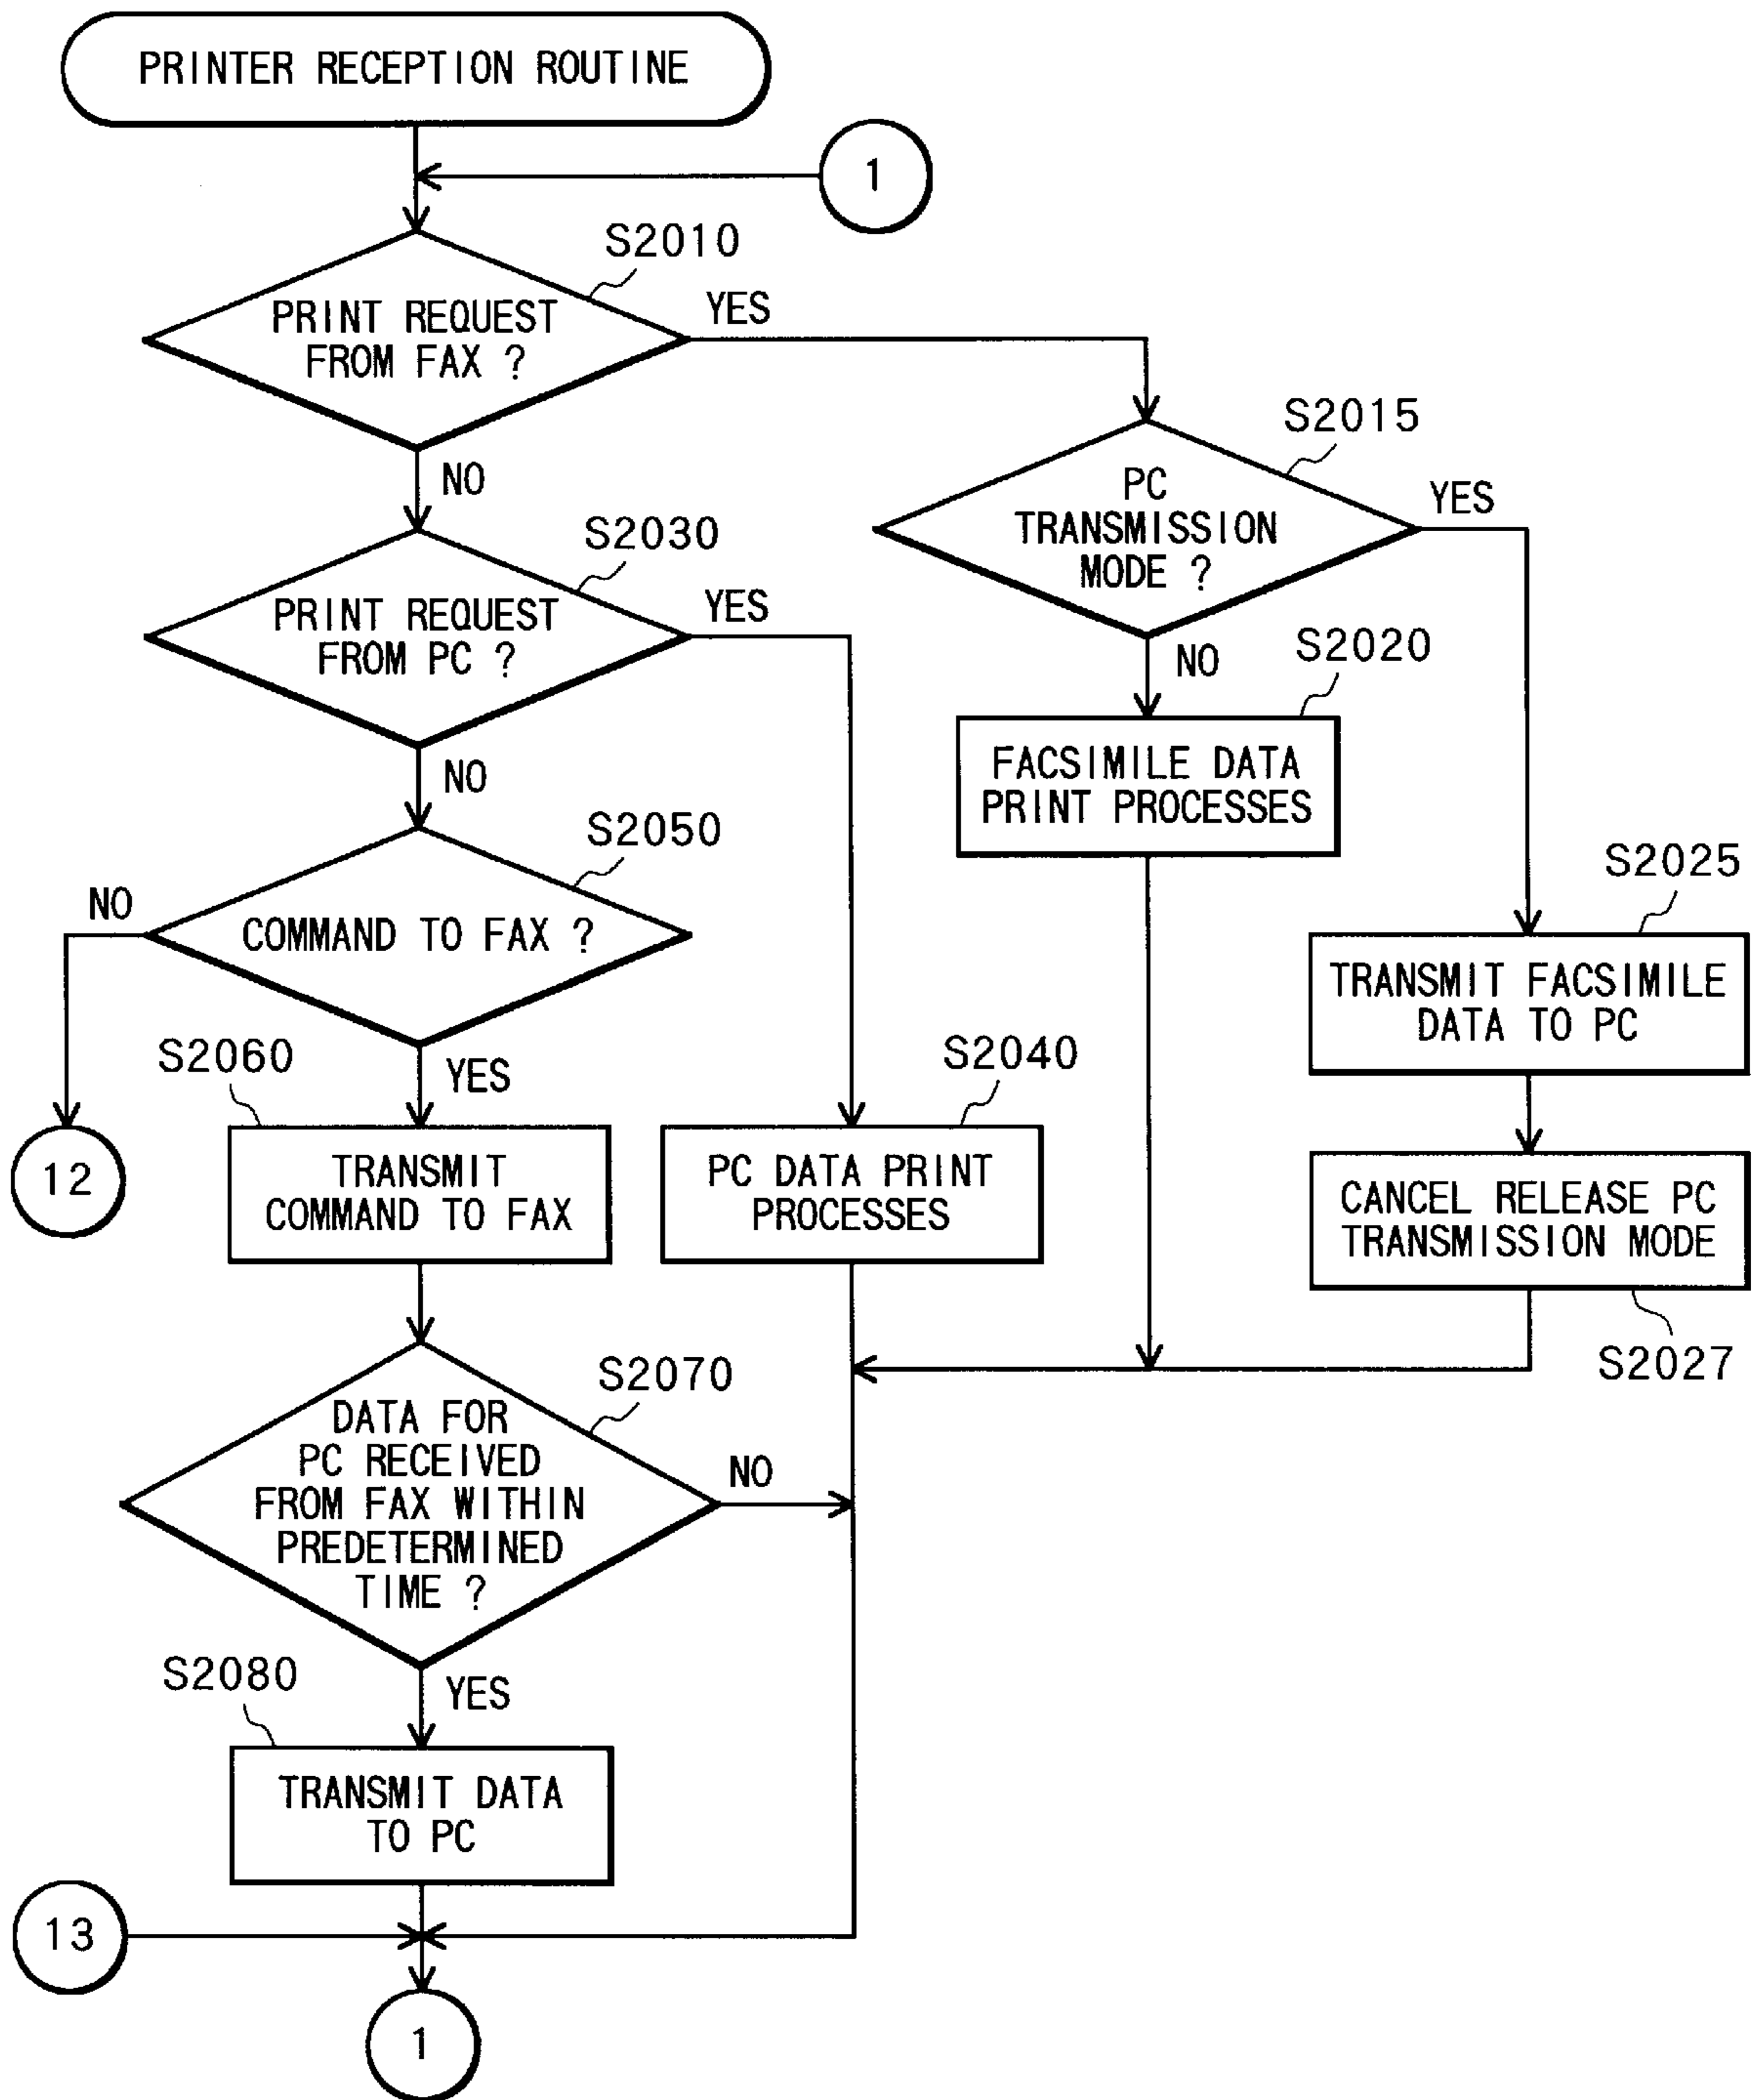 PRINTER RECEPTION ROUTINE
1
S2010
PRINT REQUEST
FROM FAX ?
YES
NO
S2015
PC
TRANSMISSION
MODE ?
YES
NO
S2030
PRINT REQUEST
FROM PC ?
YES
NO
S2020
FACSIMILE DATA
PRINT PROCESSES
S2050
COMMAND TO FAX ?
NO
YES
S2025
TRANSMIT FACSIMILE
DATA TO PC
12
S2060
TRANSMIT
COMMAND TO FAX
S2040
PC DATA PRINT
PROCESSES
CANCEL RELEASE PC
TRANSMISSION MODE
S2027
S2070
DATA FOR
PC RECEIVED
FROM FAX WITHIN
PREDETERMINED
TIME ?
NO
YES
S2080
TRANSMIT DATA
TO PC
13
1